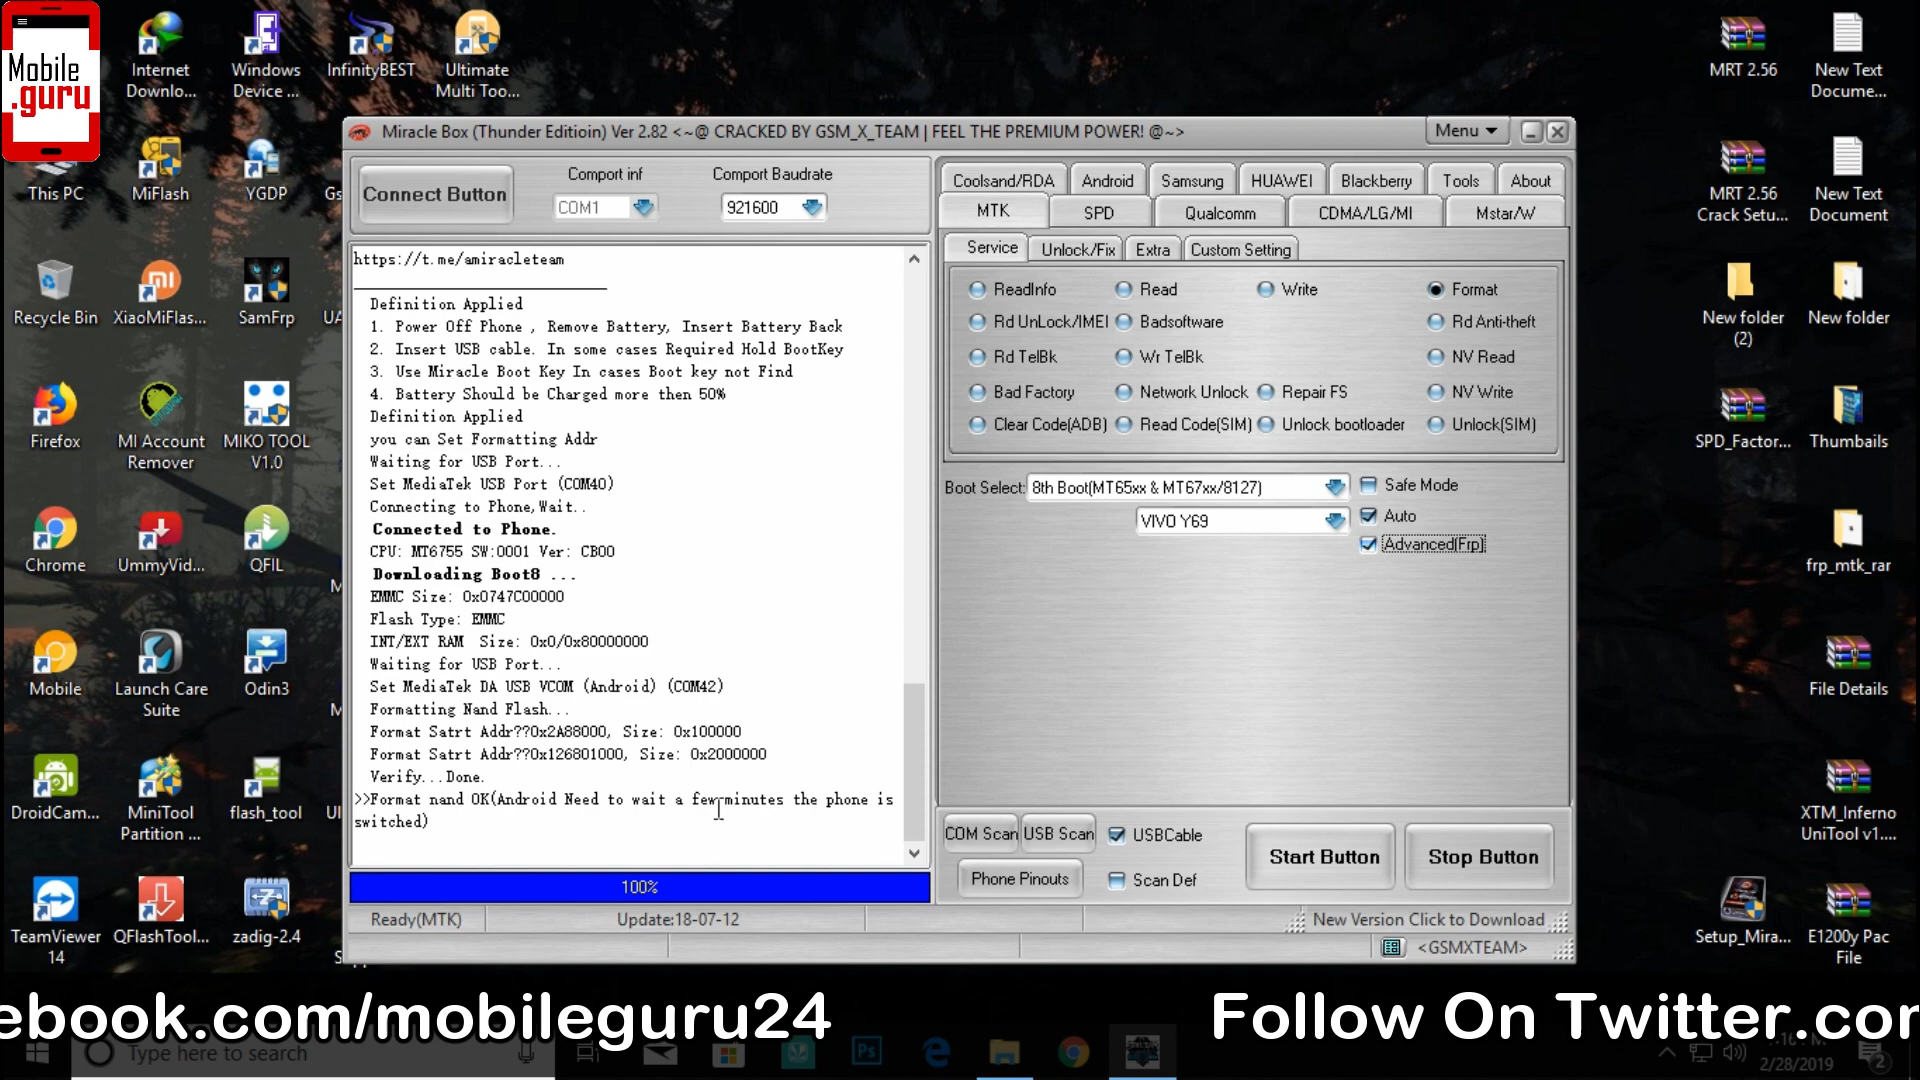 Mobile
.guru
Internet
Downlo...
Windows
Device ...
InfinityBEST
Ultimate
Multi Too...
This PC
MiFlash
YGDP
Gs
Recycle Bin
XiaoMiFlas...
SamFrp
UA
Firefox
MI Account
Remover
MIKO TOOL
V1.0
Chrome
UmmyVid...
QFIL
M
Mobile
Launch Care
Suite
Odin3
M
DroidCam...
MiniTool
Partition ...
flash_tool
UI
TeamViewer
14
QFlashTool...
zadig-2.4
Miracle Box (Thunder Editioin) Ver 2.82 <~@ CRACKED BY GSM_X_TEAM | FEEL THE PREMIUM POWER! @~>
Menu
Connect Button
Comport inf
COM1
Comport Baudrate
921600
https://t.me/amiracleteam
Definition Applied
1. Power Off Phone , Remove Battery, Insert Battery Back
2. Insert USB cable. In some cases Required Hold BootKey
3. Use Miracle Boot Key In cases Boot key not Find
4. Battery Should be Charged more then 50%
Definition Applied
you can Set Formatting Addr
Waiting for USB Port...
Set MediaTek USB Port (COM40)
Connecting to Phone,Wait..
Connected to Phone.
CPU: MT6755 SW:0001 Ver: CB00
Downloading Boot8 ...
EMMC Size: 0x0747C00000
Flash Type: EMMC
INT/EXT RAM Size: 0x0/0x80000000
Waiting for USB Port...
Set MediaTek DA USB VCOM (Android) (COM42)
Formatting Nand Flash...
Format Satrt Addr??0x2A88000, Size: 0x100000
Format Satrt Addr??0x126801000, Size: 0x2000000
Verify...Done.
>>Format nand OK(Android Need to wait a few minutes the phone is
switched)
100%
Ready(MTK)
Update:18-07-12
New Version Click to Download
<GSMXTEAM>
Coolsand/RDA
Android
Samsung
HUAWEI
Blackberry
Tools
About
MTK
SPD
Qualcomm
CDMA/LG/MI
Mstar/W
Service
Unlock/Fix
Extra
Custom Setting
ReadInfo
Read
Write
Format
Rd UnLock/IMEI
Badsoftware
Rd Anti-theft
Rd TelBk
Wr TelBk
NV Read
Bad Factory
Network Unlock
Repair FS
NV Write
Clear Code(ADB)
Read Code(SIM)
Unlock bootloader
Unlock(SIM)
Boot Select:
8th Boot(MT65xx & MT67xx/8127)
Safe Mode
VIVO Y69
Auto
Advanced(Frp)
COM Scan
USB Scan
USBCable
Phone Pinouts
Scan Def
Start Button
Stop Button
MRT 2.56
New Text
Docume...
MRT 2.56
Crack Setu...
New Text
Document
New folder
(2)
New folder
SPD_Factor...
Thumbails
frp_mtk_rar
File Details
XTM_Inferno
UniTool v1....
Setup_Mira...
E1200y Pac
File
ebook.com/mobileguru24
Follow On Twitter.co
Type here to search
Ps
2/28/2019
2